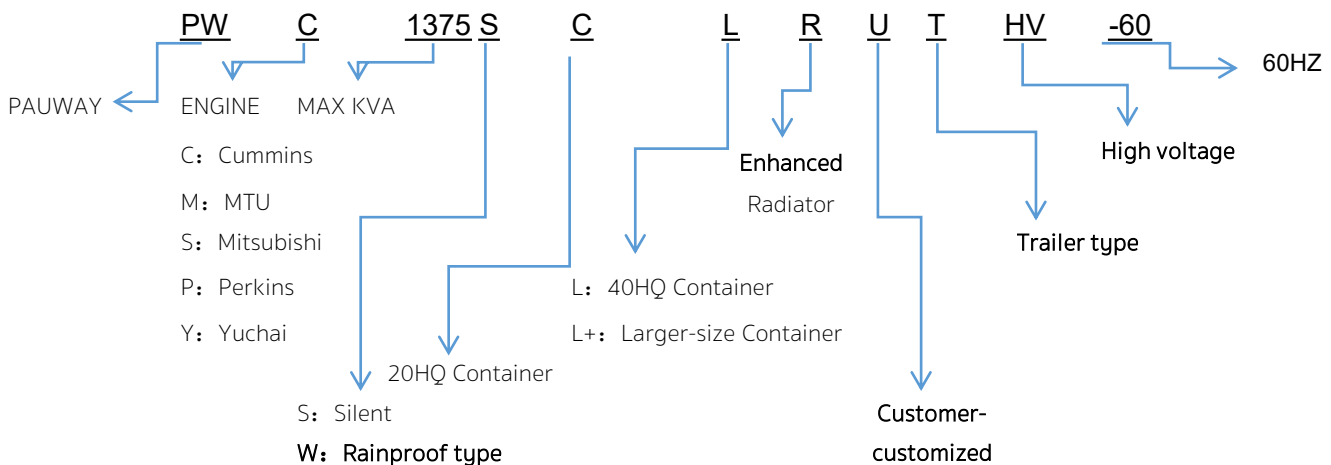 PW C 1375 S C L R U T HV -60
60HZ
PAUWAY ENGINE MAX KVA
C：Cummins
M：MTU
S：Mitsubishi
P：Perkins
Y：Yuchai
20HQ Container
S：Silent
W：Rainproof type
L：40HQ Container
L+：Larger-size Container
Enhanced
Radiator
Customer-
customized
Trailer type
High voltage